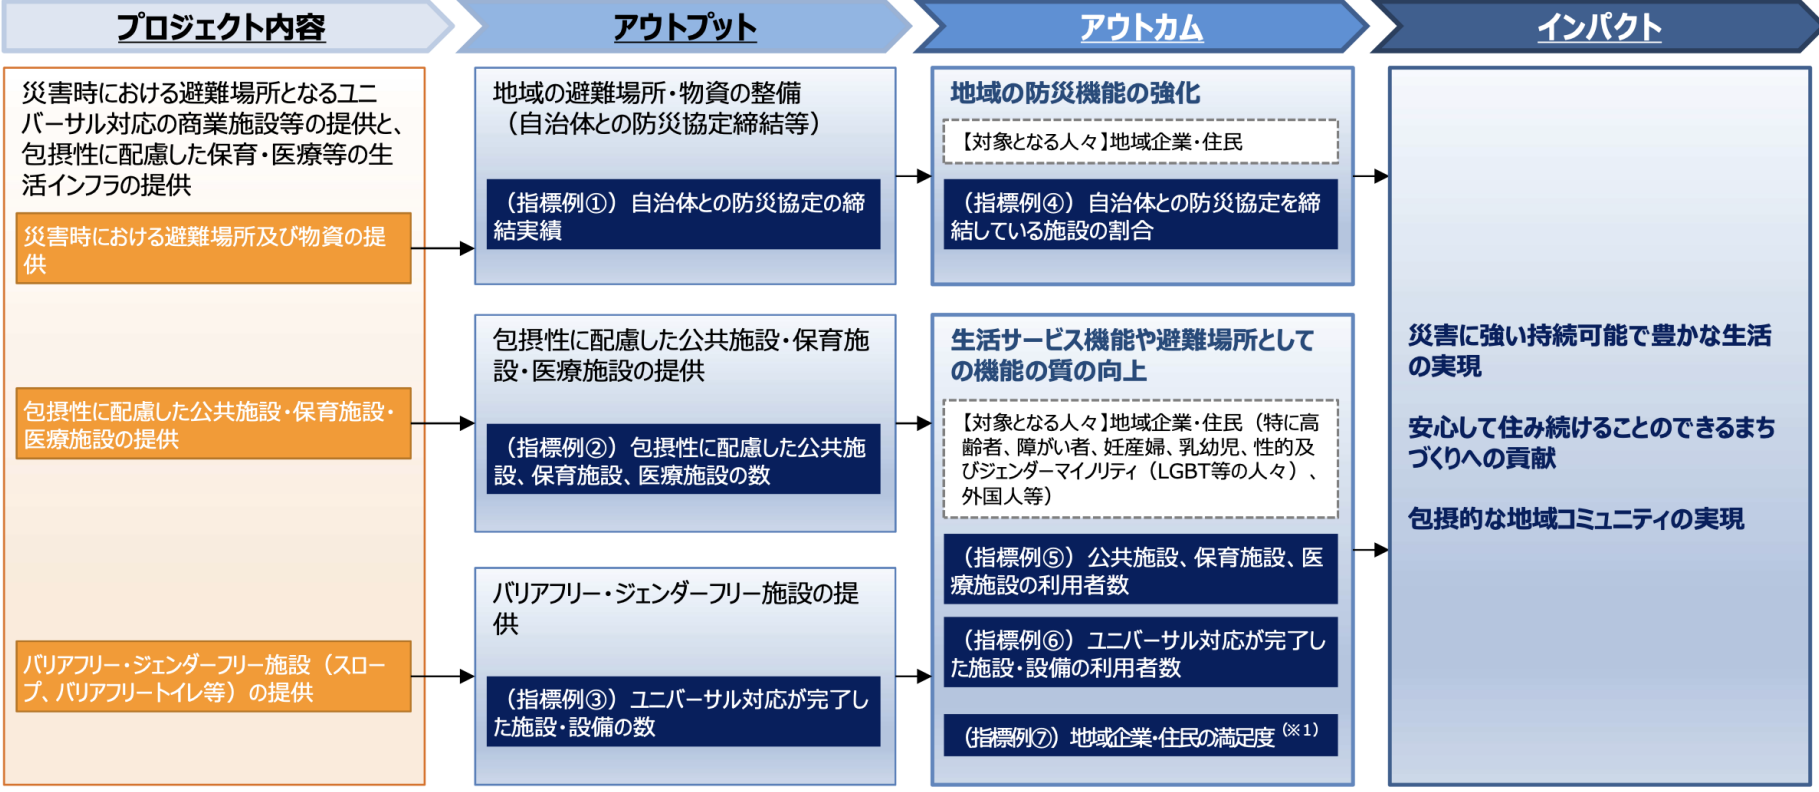 プロジェクト内容
アウトプット
アウトカム
インパクト
災害時における避難場所となるユニ
バーサル対応の商業施設等の提供と、
包摂性に配慮した保育・医療等の生
活インフラの提供
災害時における避難場所及び物資の提
供
包摂性に配慮した公共施設・保育施設・
医療施設の提供
バリアフリー・ジェンダーフリー施設（スロー
プ、バリアフリートイレ等）の提供
地域の避難場所・物資の整備
（自治体との防災協定締結等）
（指標例①）自治体との防災協定の締
結実績
包摂性に配慮した公共施設・保育施
設・医療施設の提供
（指標例②）包摂性に配慮した公共施
設、保育施設、医療施設の数
バリアフリー・ジェンダーフリー施設の提
供
（指標例③）ユニバーサル対応が完了し
た施設・設備の数
地域の防災機能の強化
【対象となる人々】地域企業・住民
（指標例④）自治体との防災協定を締
結している施設の割合
生活サービス機能や避難場所として
の機能の質の向上
【対象となる人々】地域企業・住民（特に高
齢者、障がい者、妊産婦、乳幼児、性的及
びジェンダーマイノリティ（LGBT等の人々）、
外国人等）
（指標例⑤）公共施設、保育施設、医
療施設の利用者数
（指標例⑥）ユニバーサル対応が完了し
た施設・設備の利用者数
（指標例⑦）地域企業・住民の満足度（※1）
災害に強い持続可能で豊かな生活
の実現
安心して住み続けることのできるまち
づくりへの貢献
包摂的な地域コミュニティの実現